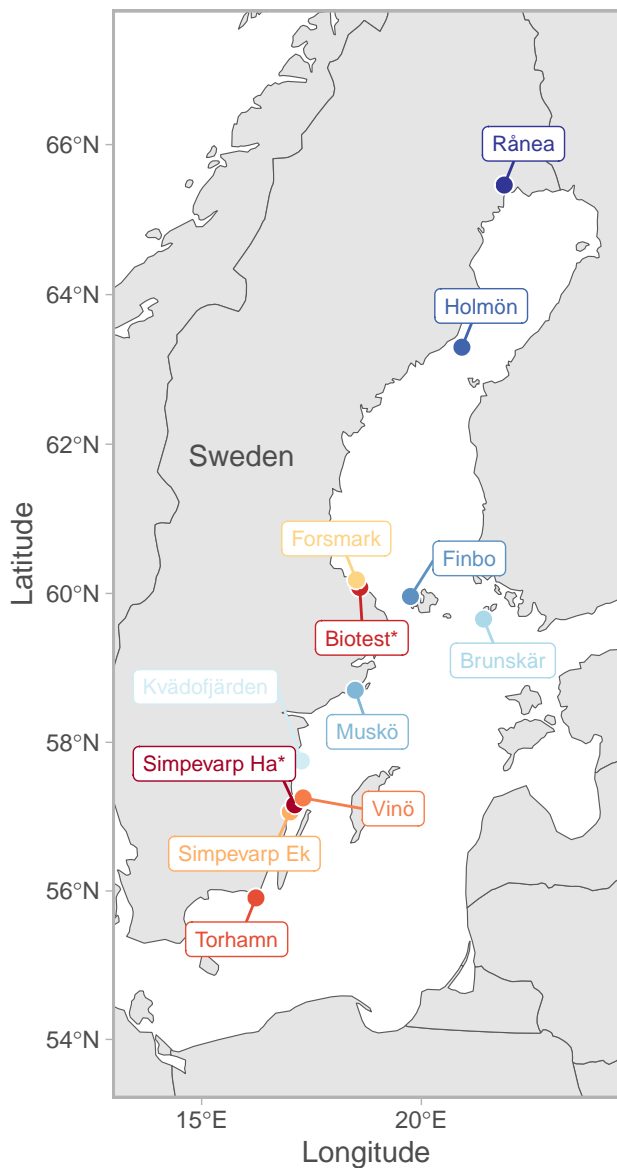 66°N
Rånea
64°N
Holmön
62°N
Sweden
Forsmark
Finbo
60°N
Biotest*
Brunskär
Kvädofjärden
Muskö
58°N
Simpevarp Ha*
Vinö
Simpevarp Ek
56°N
Torhamn
54°N
15°E
20°E
Longitude
Latitude